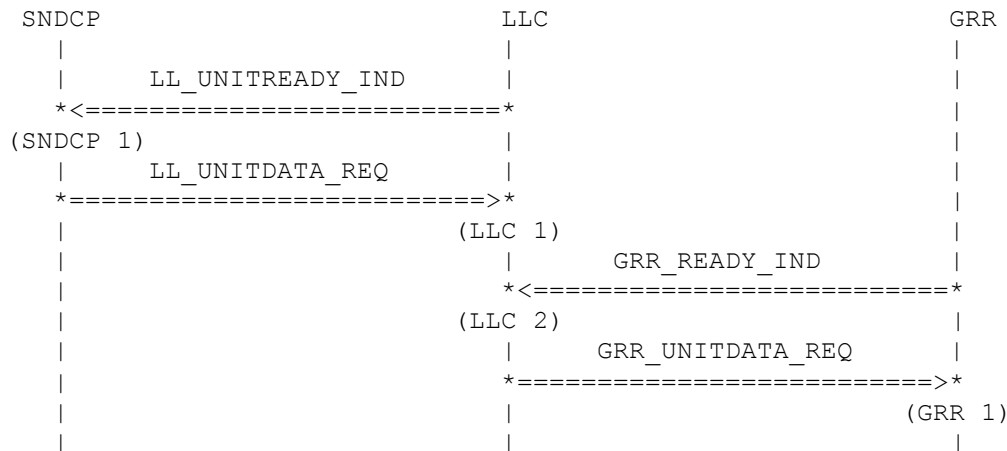 SNDCP LLC GRR
LL_UNITREADY_IND
(SNDCP 1)
LL_UNITDATA_REQ
(LLC 1)
GRR_READY_IND
(LLC 2)
GRR_UNITDATA_REQ
(GRR 1)